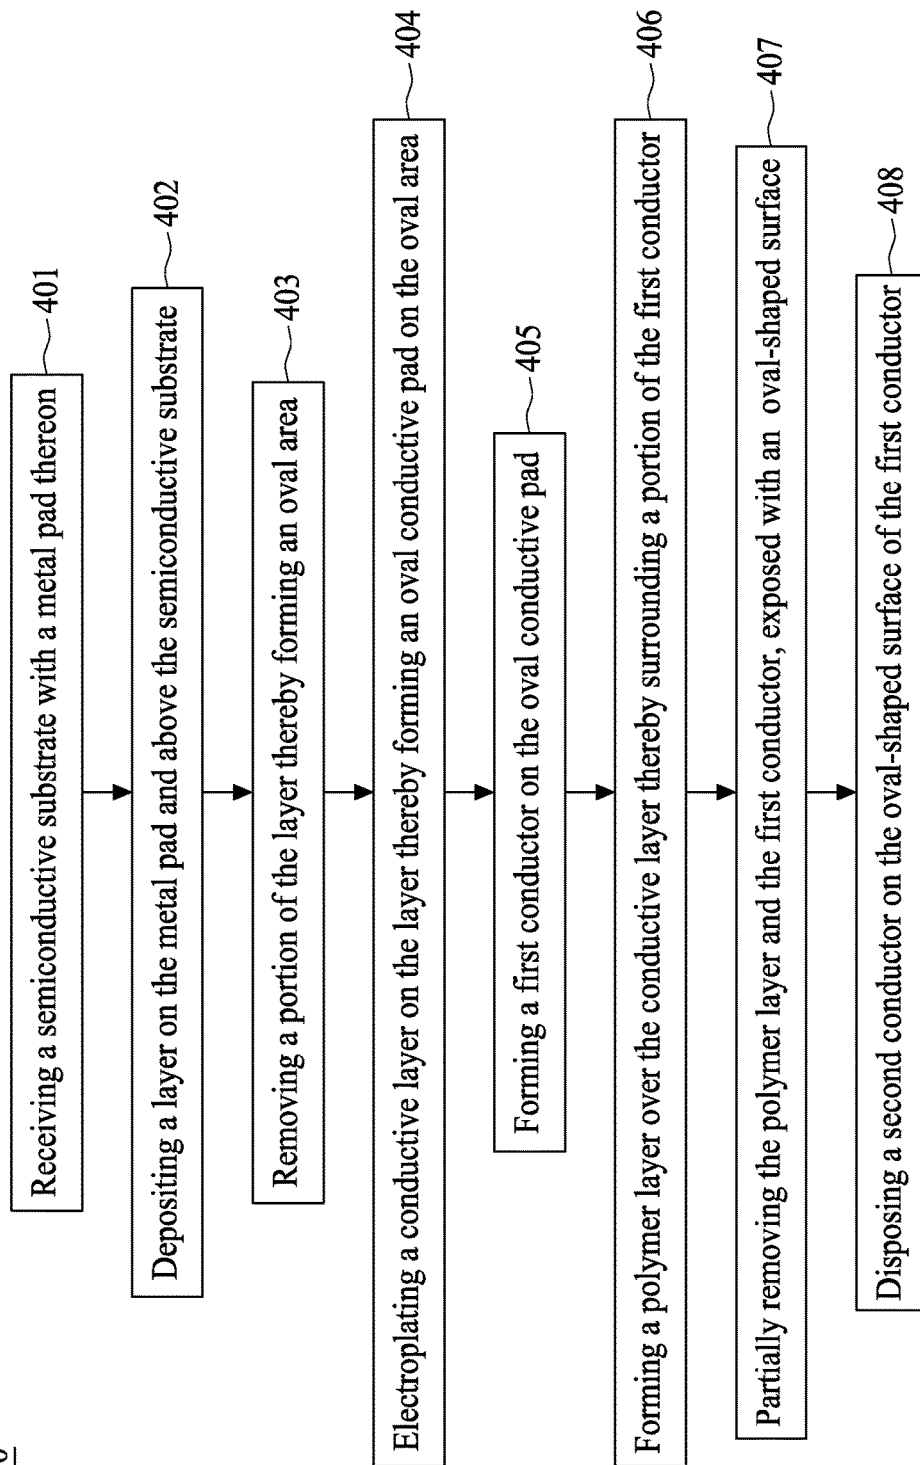 Receiving a semiconductive substrate with a metal pad thereon
401
Depositing a layer on the metal pad and above the semiconductive substrate
402
Removing a portion of the layer thereby forming an oval area
403
Electroplating a conductive layer on the layer thereby forming an oval conductive pad on the oval area
404
Forming a first conductor on the oval conductive pad
405
Forming a polymer layer over the conductive layer thereby surrounding a portion of the first conductor
406
Partially removing the polymer layer and the first conductor, exposed with an oval-shaped surface
407
Disposing a second conductor on the oval-shaped surface of the first conductor
408